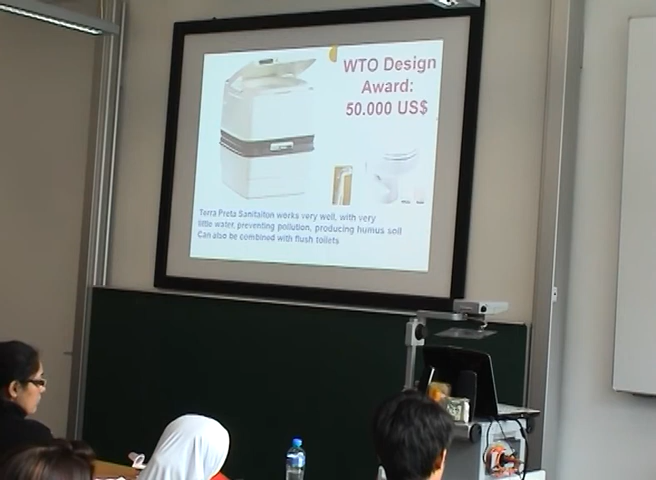 WTO Design
Award:
50.000 US$
Terra Preta Sanitaiton works very well, with very
little water, preventing pollution, producing humus soil
Can also be combined with flush toilets